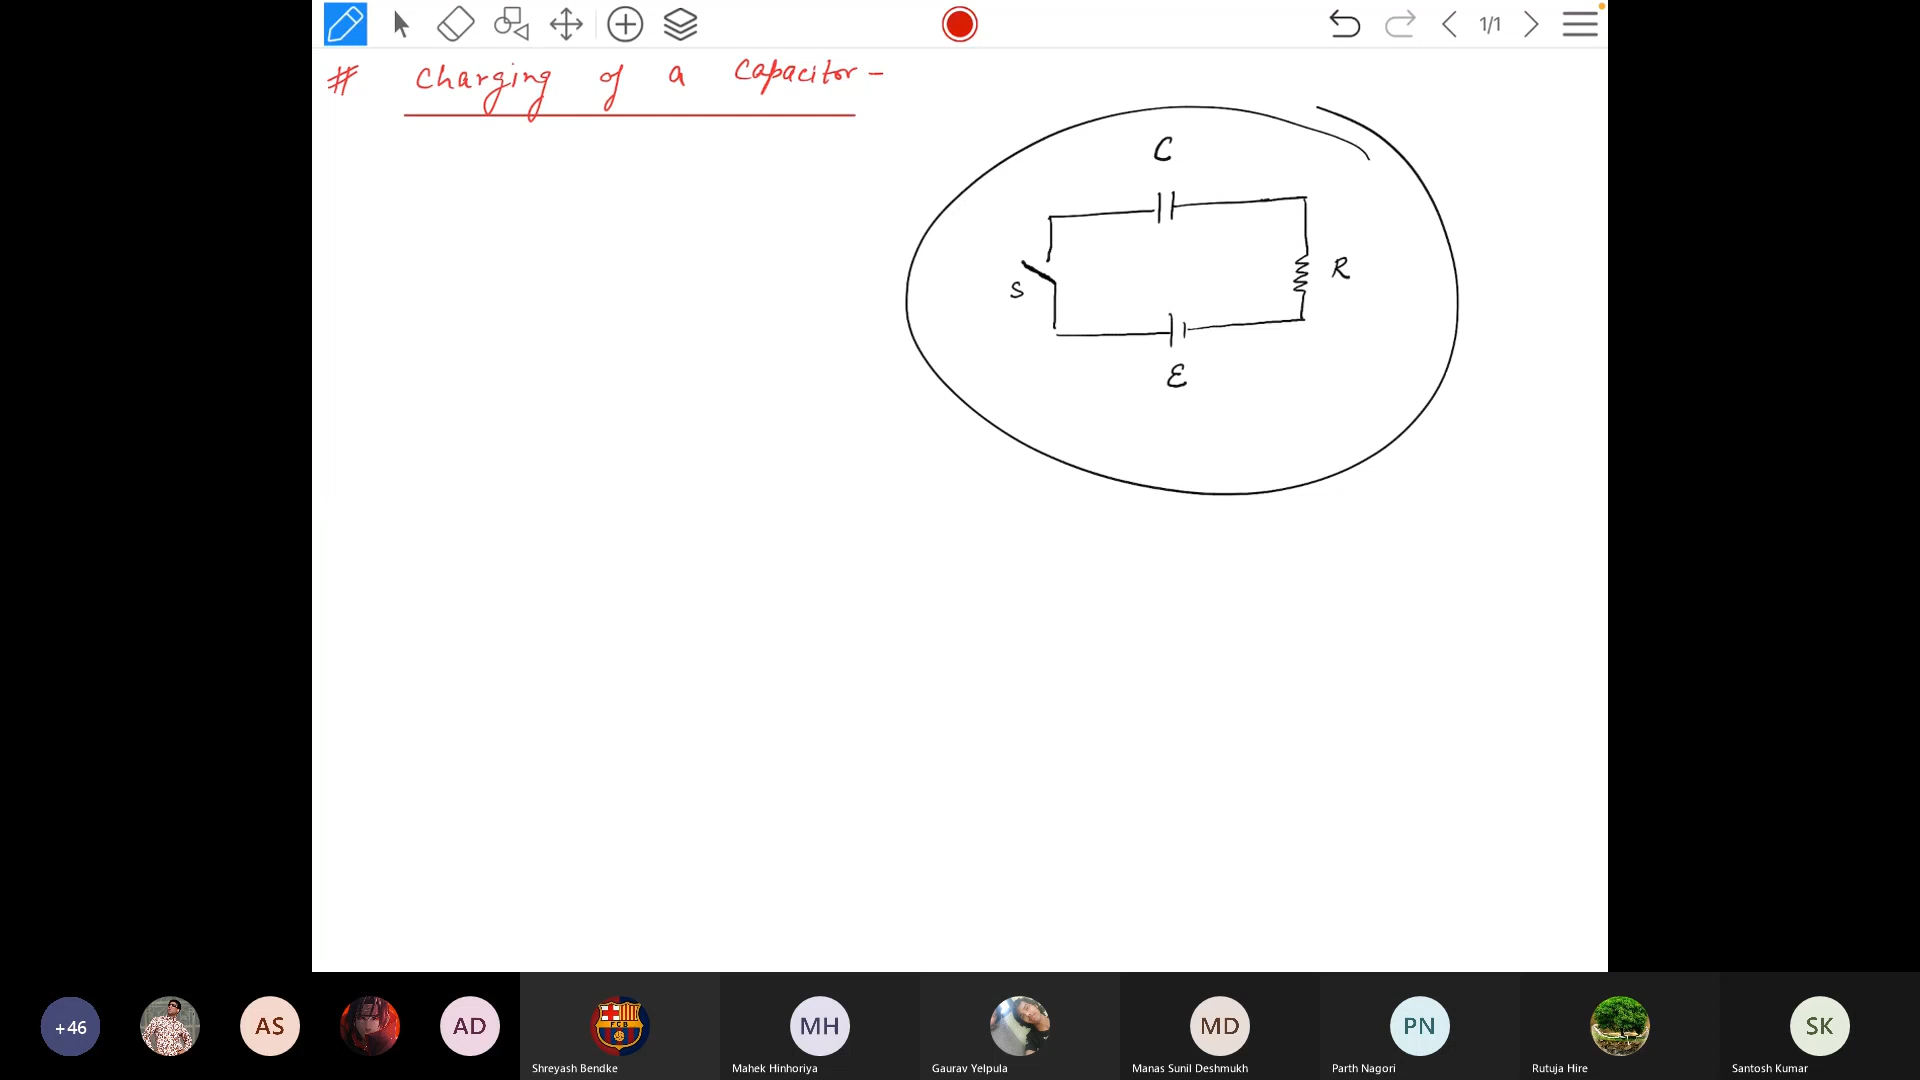 1/1
# Charging of a Capacitor -
C
S
R
ε
+46
AS
AD
FCB
MH
MD
PN
SK
Shreyash Bendke
Mahek Hinhoriya
Gaurav Yelpula
Manas Sunil Deshmukh
Parth Nagori
Rutuja Hire
Santosh Kumar